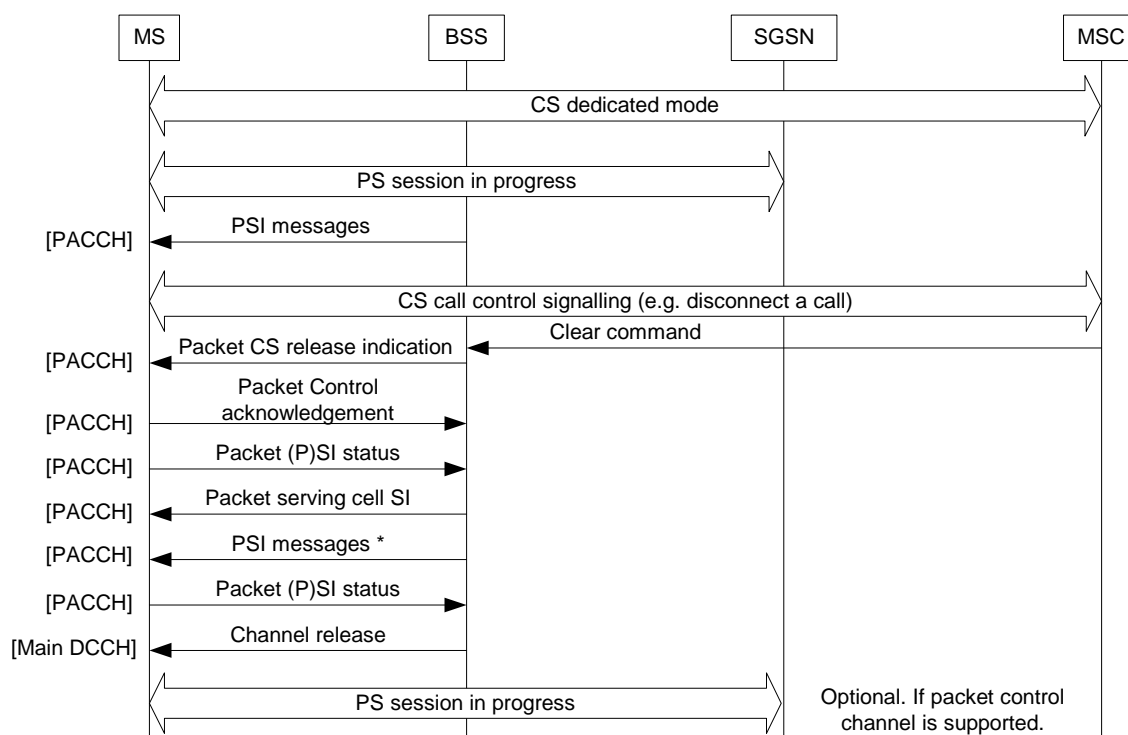 MS BSS SGSN MSC
CS dedicated mode
PS session in progress
PSI messages
[PACCH]
CS call control signalling (e.g. disconnect a call)
Clear command
Packet CS release indication
[PACCH]
Packet Control
acknowledgement
[PACCH]
Packet (P)SI status
[PACCH]
Packet serving cell SI
[PACCH]
PSI messages *
[PACCH]
Packet (P)SI status
[PACCH]
Channel release
[Main DCCH]
PS session in progress
Optional. If packet control
channel is supported.